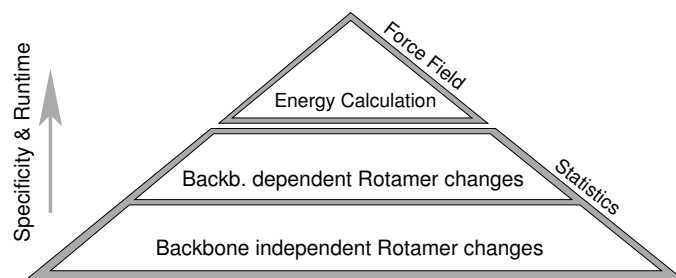 Specificity & Runtime
Force Field
Energy Calculation
Statistics
Backb. dependent Rotamer changes
Backbone independent Rotamer changes